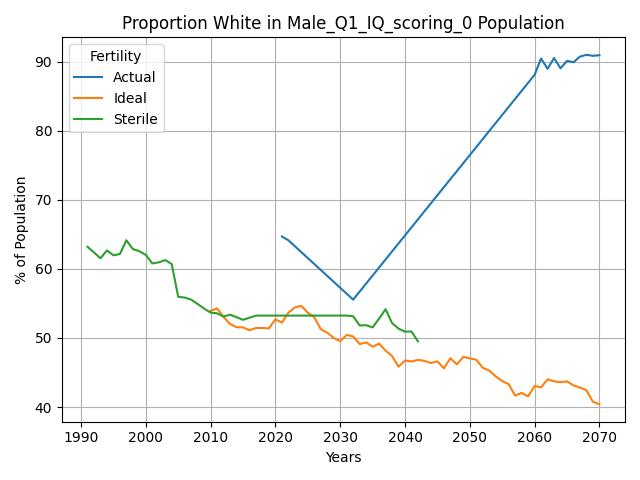 Proportion White in Male_Q1_IQ_scoring_0 Population
Fertility
Actual
Ideal
Sterile
% of Population
90
80
70
60
50
40
1990 2000 2010 2020 2030 2040 2050 2060 2070
Years